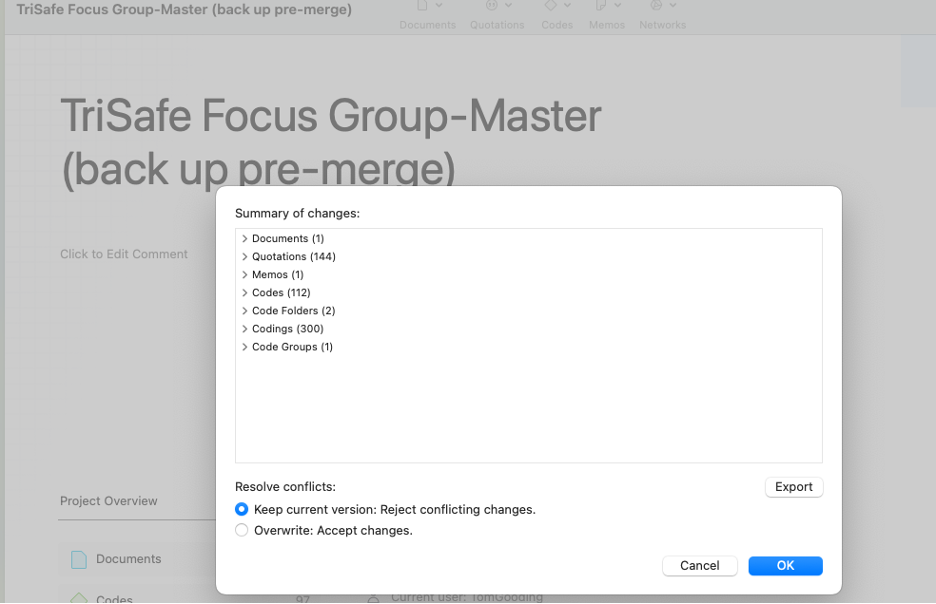 TriSafe Focus Group-Master (back up pre-merge)
Documents Quotations Codes Memos Networks
TriSafe Focus Group-Master
(back up pre-merge)
Click to Edit Comment
Summary of changes:
Documents (1)
Quotations (144)
Memos (1)
Codes (112)
Code Folders (2)
Codings (300)
Code Groups (1)
Resolve conflicts:
Export
Keep current version: Reject conflicting changes.
Overwrite: Accept changes.
Cancel OK
Project Overview
Documents
Codes 97 Current user: TomGooding